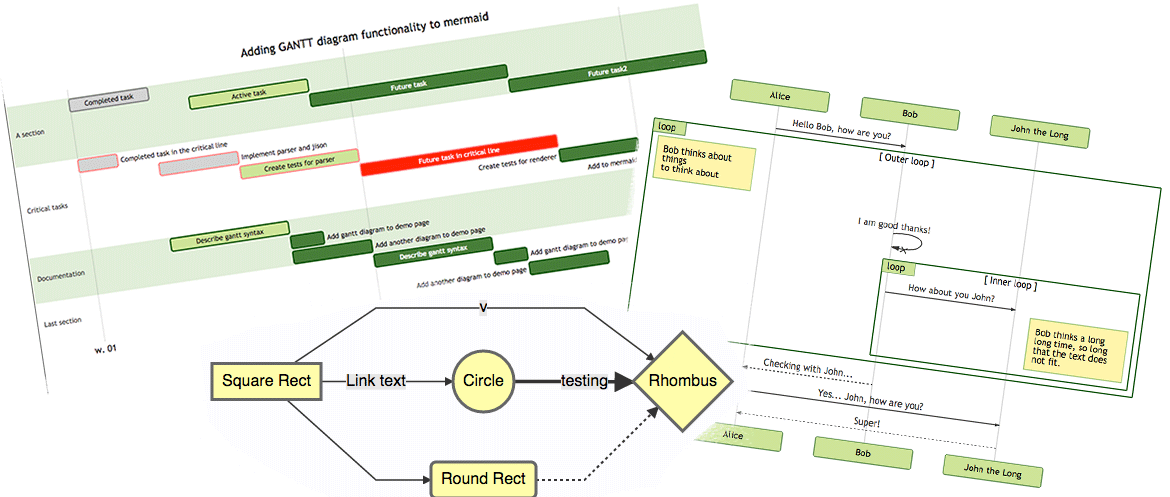 Adding GANTT diagram functionality to mermaid
A section
Completed task
Active task
Future task
Future task2
Critical tasks
Completed task in the critical line
Implement parser and jison
Create tests for parser
Future task in critical line
Create tests for renderer
Add to mermaid
Documentation
Describe gantt syntax
Add gantt diagram to demo page
Add another diagram to demo page
Last section
Describe gantt syntax
Add gantt diagram to demo pag
Add another diagram to demo page
w. 01
Alice
Bob
John the Long
Hello Bob, how are you?
loop
[ Outer loop ]
Bob thinks about
things
to think about
I am good thanks!
loop
[ Inner loop ]
How about you John?
Bob thinks a long
long time, so long
that the text does
not fit.
Checking with John...
Yes... John, how are you?
Super!
Alice
Bob
John the Long
V
Square Rect
Link text
Circle
testing
Rhombus
Round Rect